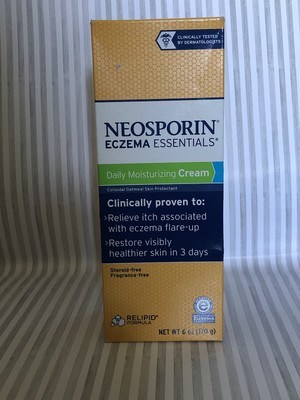 CLINICALLY TESTED
BY DERMATOLOGISTS
NEOSPORIN®
ECZEMA ESSENTIALS®
Daily Moisturizing Cream
Colloidal Oatmeal Skin Protectant
Clinically proven to:
›Relieve itch associated
with eczema flare-up
›Restore visibly
healthier skin in 3 days
Steroid-free
Fragrance-free
RELIPID®
FORMULA
NET WT 6 oz (170 g)